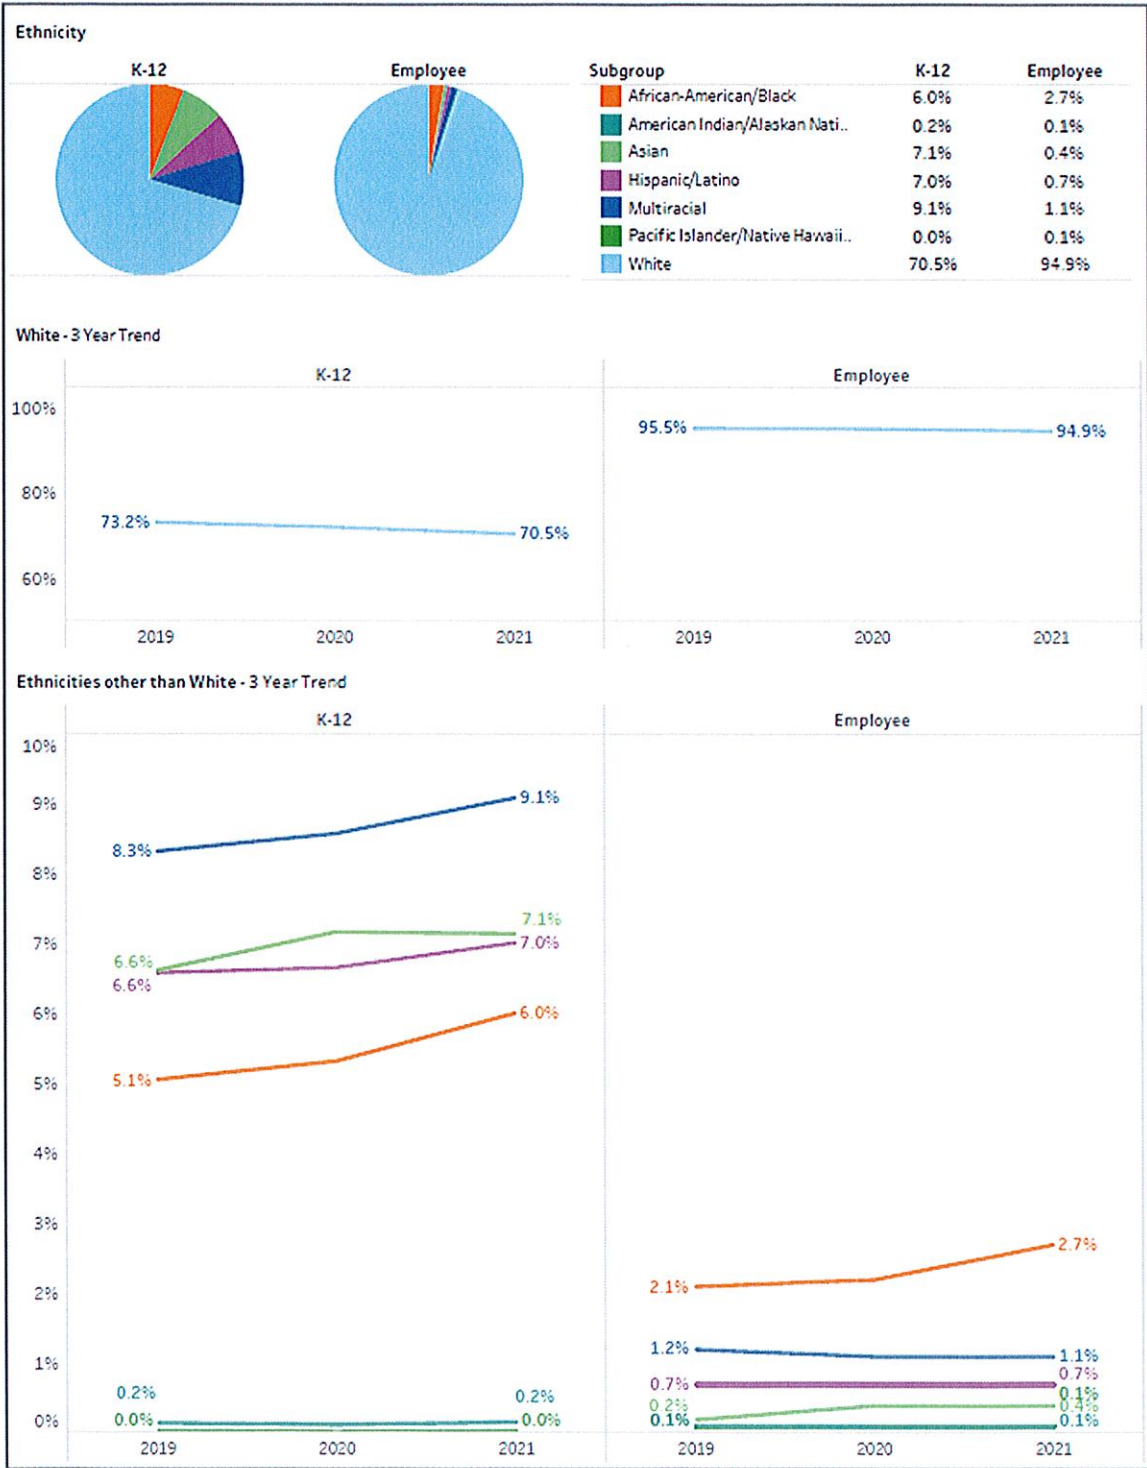 Ethnicity
K-12 Employee Subgroup K-12 Employee
African-American/Black 6.0% 2.7%
American Indian/Alaskan Nati.. 0.2% 0.1%
Asian 7.1% 0.4%
Hispanic/Latino 7.0% 0.7%
Multiracial 9.1% 1.1%
Pacific Islander/Native Hawaii.. 0.0% 0.1%
White 70.5% 94.9%
White - 3 Year Trend
K-12 Employee
100%
95.5% 94.9%
80%
73.2% 70.5%
60%
2019 2020 2021 2019 2020 2021
Ethnicities other than White - 3 Year Trend
K-12 Employee
10%
9% 9.1%
8.3%
8%
7.1%
7% 7.0%
6.6%
6.6%
6% 6.0%
5.1%
5%
4%
3%
2.7%
2.1%
2%
1.2% 1.1%
1%
0.7% 0.7%
0.2% 0.2% 0.1%
0.2% 0.4%
0% 0.0% 0.0% 0.1% 0.1%
2019 2020 2021 2019 2020 2021